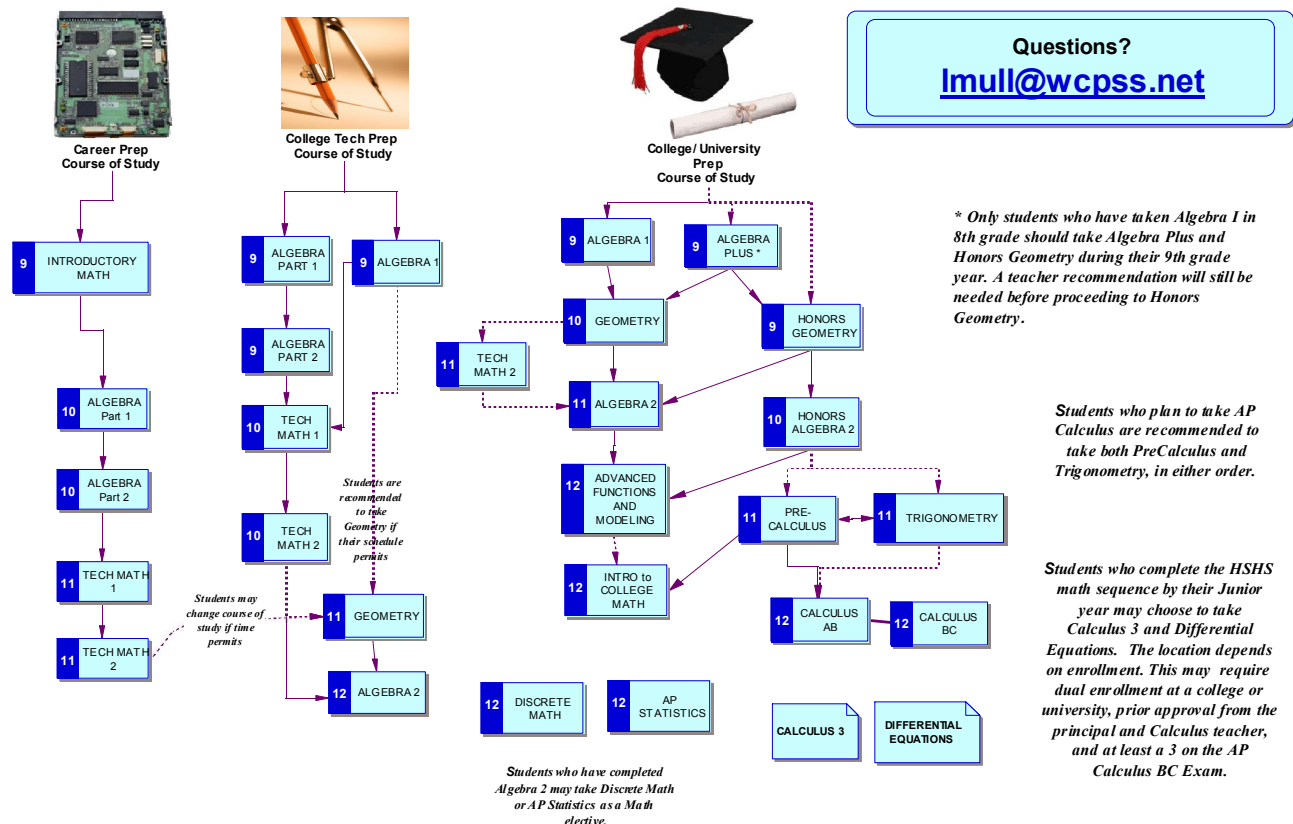 Career Prep
Course of Study
College Tech Prep
Course of Study
College/ University
Prep
Course of Study
Questions?
lmull@wcpss.net
9
INTRODUCTORY
MATH
10
ALGEBRA
Part 1
10
ALGEBRA
Part 2
11
TECH MATH
1
11
TECH MATH
2
Students may
change course of
study if time
permits
9
ALGEBRA
PART 1
9
ALGEBRA 1
9
ALGEBRA
PART 2
10
TECH
MATH 1
10
TECH
MATH 2
Students are
recommended
to take
Geometry if
their schedule
permits
11
GEOMETRY
12
ALGEBRA 2
9
ALGEBRA 1
9
ALGEBRA
PLUS *
10
GEOMETRY
9
HONORS
GEOMETRY
11
TECH
MATH 2
11
ALGEBRA 2
10
HONORS
ALGEBRA 2
12
ADVANCED
FUNCTIONS
AND
MODELING
11
PRE-
CALCULUS
11
TRIGONOMETRY
12
INTRO to
COLLEGE
MATH
12
CALCULUS
AB
12
CALCULUS
BC
12
DISCRETE
MATH
12
AP
STATISTICS
CALCULUS 3
DIFFERENTIAL
EQUATIONS
Students who have completed
Algebra 2 may take Discrete Math
or AP Statistics as a Math
elective.
* Only students who have taken Algebra I in
8th grade should take Algebra Plus and
Honors Geometry during their 9th grade
year. A teacher recommendation will still be
needed before proceeding to Honors
Geometry.
Students who plan to take AP
Calculus are recommended to
take both PreCalculus and
Trigonometry, in either order.
Students who complete the HSHS
math sequence by their Junior
year may choose to take
Calculus 3 and Differential
Equations. The location depends
on enrollment. This may require
dual enrollment at a college or
university, prior approval from the
principal and Calculus teacher,
and at least a 3 on the AP
Calculus BC Exam.